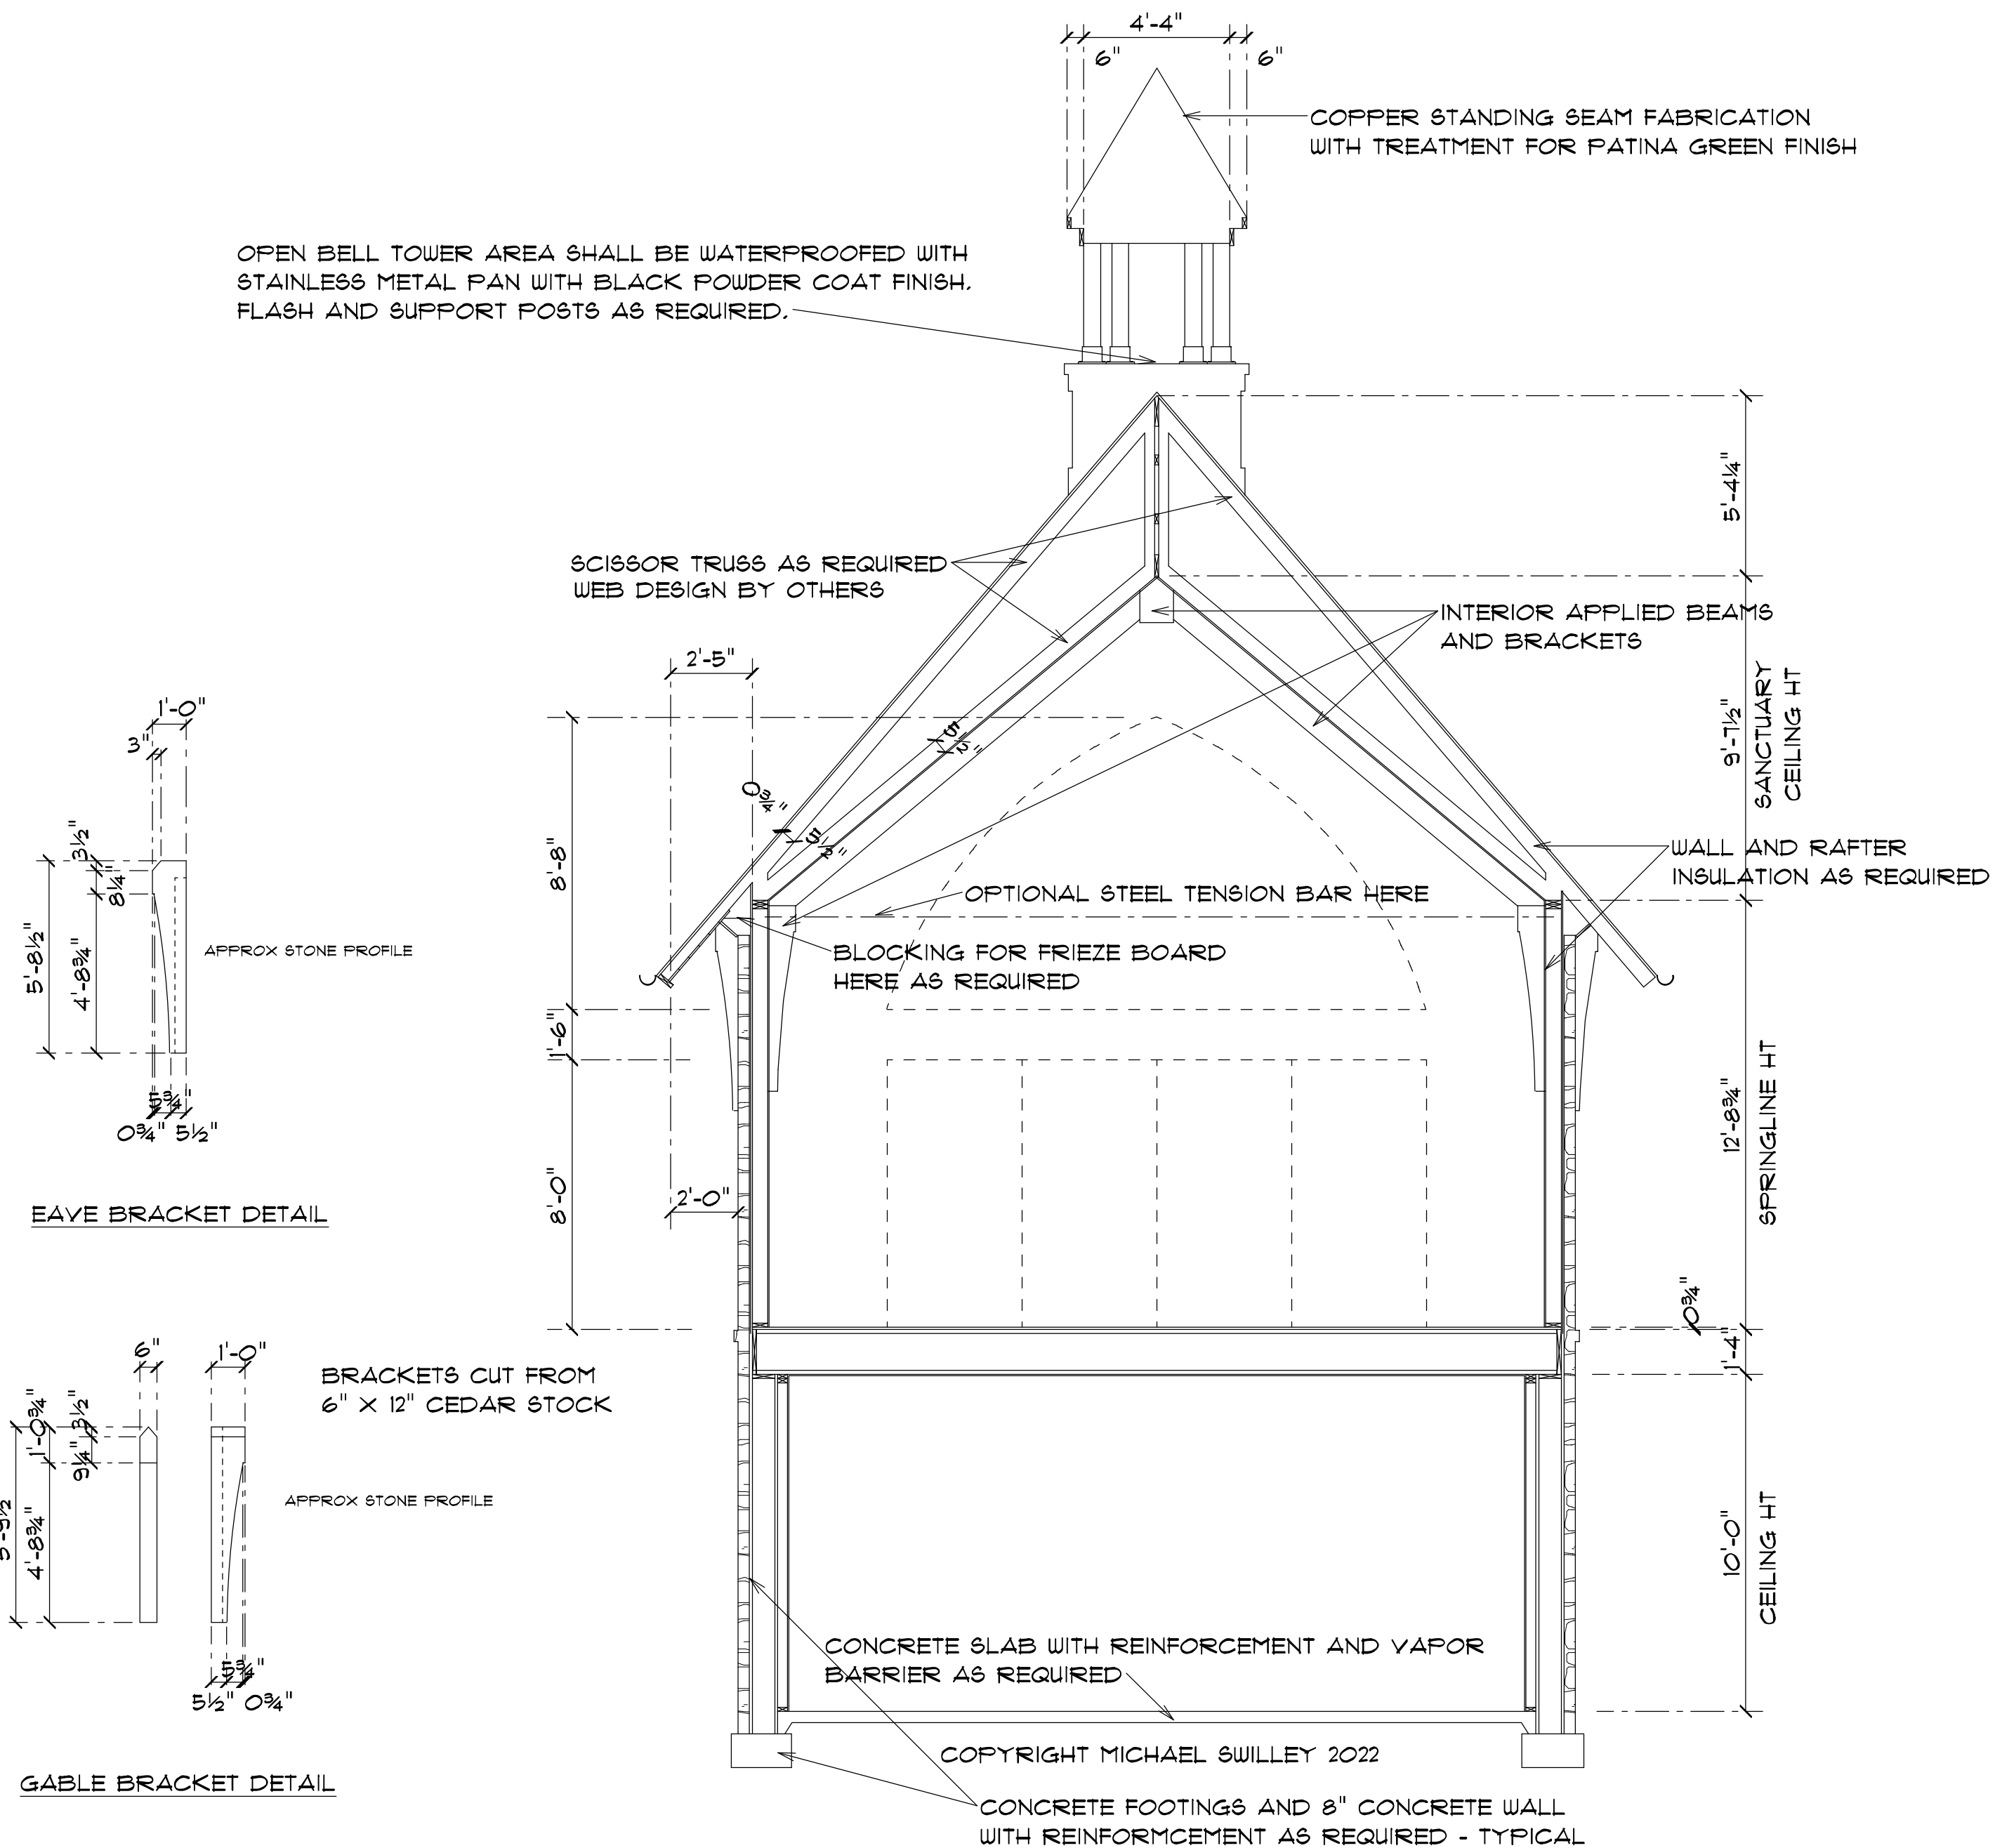 4'-4"
6" 6"
COPPER STANDING SEAM FABRICATION
WITH TREATMENT FOR PATINA GREEN FINISH
OPEN BELL TOWER AREA SHALL BE WATERPROOFED WITH
STAINLESS METAL PAN WITH BLACK POWDER COAT FINISH.
FLASH AND SUPPORT POSTS AS REQUIRED.
5'-4¼"
SCISSOR TRUSS AS REQUIRED
WEB DESIGN BY OTHERS
INTERIOR APPLIED BEAMS
AND BRACKETS
2'-5"
9'-7½"
SANCTUARY
CEILING HT
5½"
0¾"
5½"
8'-8"
WALL AND RAFTER
INSULATION AS REQUIRED
OPTIONAL STEEL TENSION BAR HERE
BLOCKING FOR FRIEZE BOARD
HERE AS REQUIRED
1'-6"
12'-8¾"
SPRINGLINE HT
2'-0"
8'-0"
0¾"
1'-4"
10'-0"
CEILING HT
CONCRETE SLAB WITH REINFORCEMENT AND VAPOR
BARRIER AS REQUIRED
COPYRIGHT MICHAEL SWILLEY 2022
CONCRETE FOOTINGS AND 8" CONCRETE WALL
WITH REINFORMCEMENT AS REQUIRED - TYPICAL
1'-0"
3"
3½"
8¼"
5'-8½"
4'-8¾"
APPROX STONE PROFILE
5¾"
0¾" 5½"
EAVE BRACKET DETAIL
6"
1'-0"
BRACKETS CUT FROM
6" X 12" CEDAR STOCK
1'-0¾"
3½"
9¼"
5'-9½
4'-8¾"
APPROX STONE PROFILE
5¾"
5½" 0¾"
GABLE BRACKET DETAIL